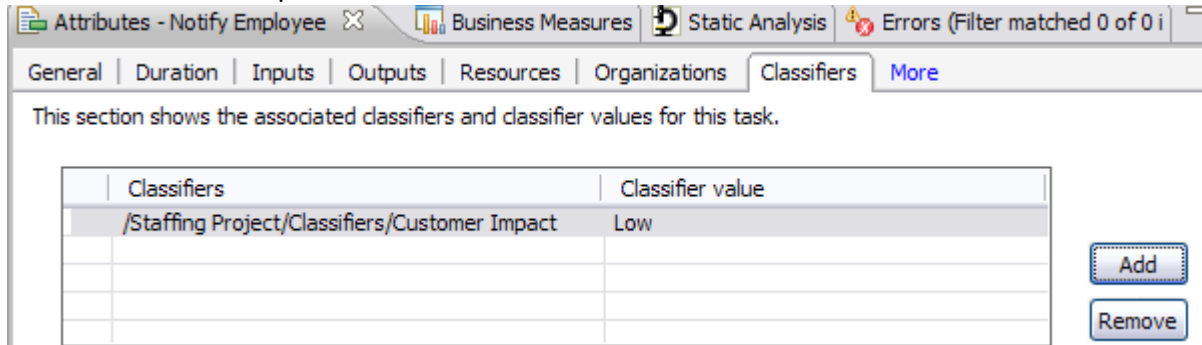 Attributes - Notify Employee Business Measures Static Analysis Errors (Filter matched 0 of 0 i
General Duration Inputs Outputs Resources Organizations Classifiers More
This section shows the associated classifiers and classifier values for this task.
Classifiers Classifier value
/Staffing Project/Classifiers/Customer Impact Low
Add
Remove